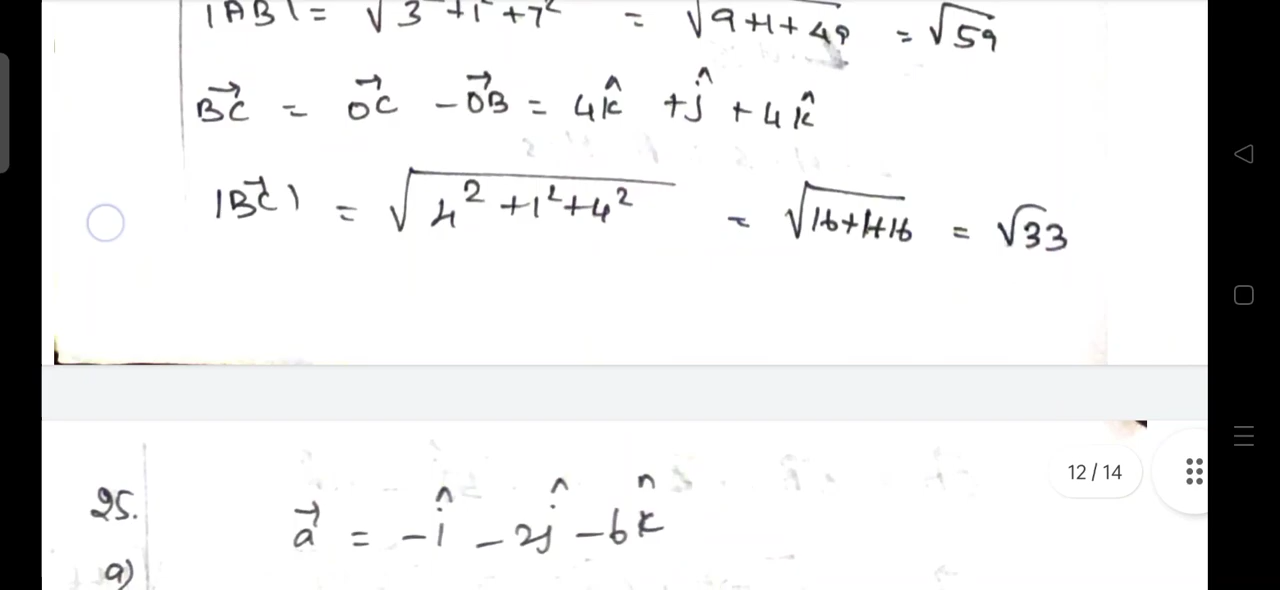 |AB| = √3 +1² +7² = √9+1+49 = √59
BC⃗ = OC⃗ - OB⃗ = 4k̂ + ĵ + 4k̂
|BC⃗| = √4² +1²+4² = √16+1+16 = √33
12 / 14
25. a⃗ = -î - 2ĵ - 6k̂
a)